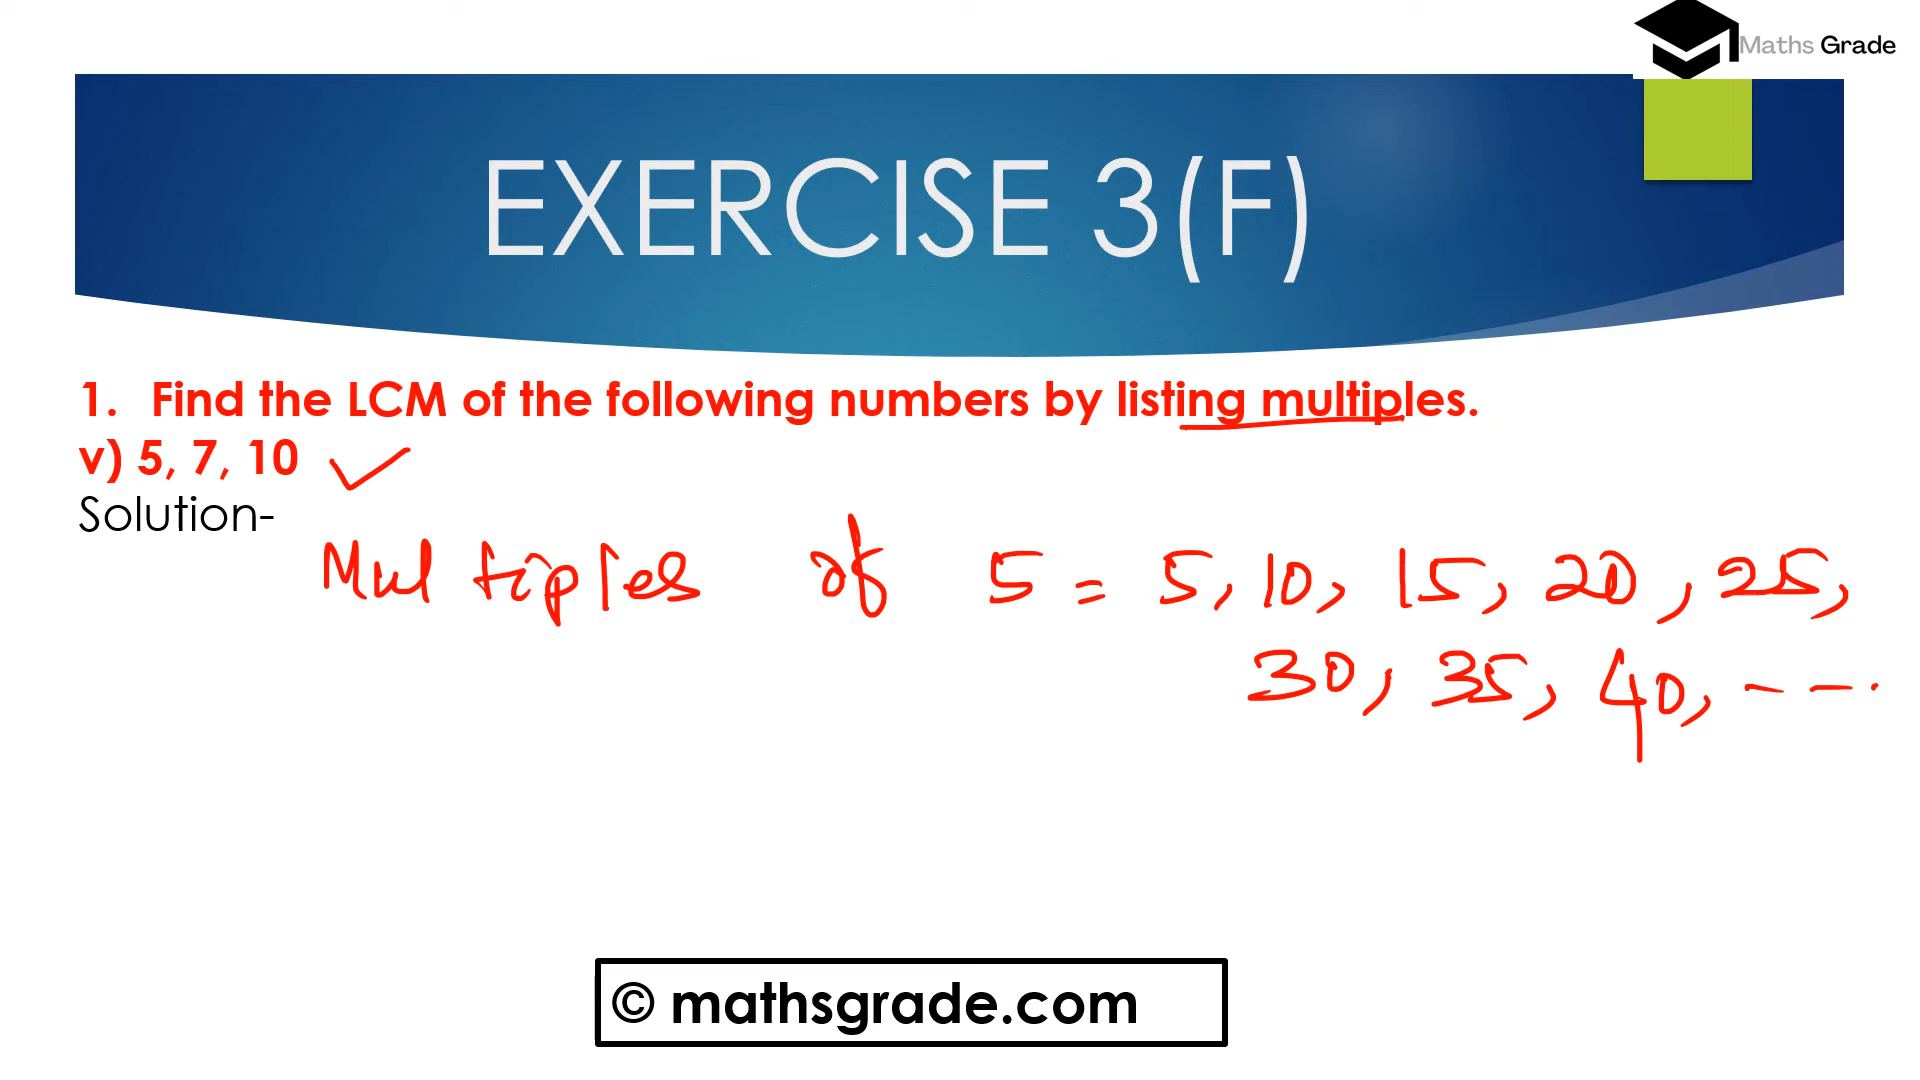 Maths Grade
EXERCISE 3(F)
1. Find the LCM of the following numbers by listing multiples.
v) 5, 7, 10
Solution-
Multiples of 5 = 5, 10, 15, 20, 25,
30, 35, 40, -----
© mathsgrade.com